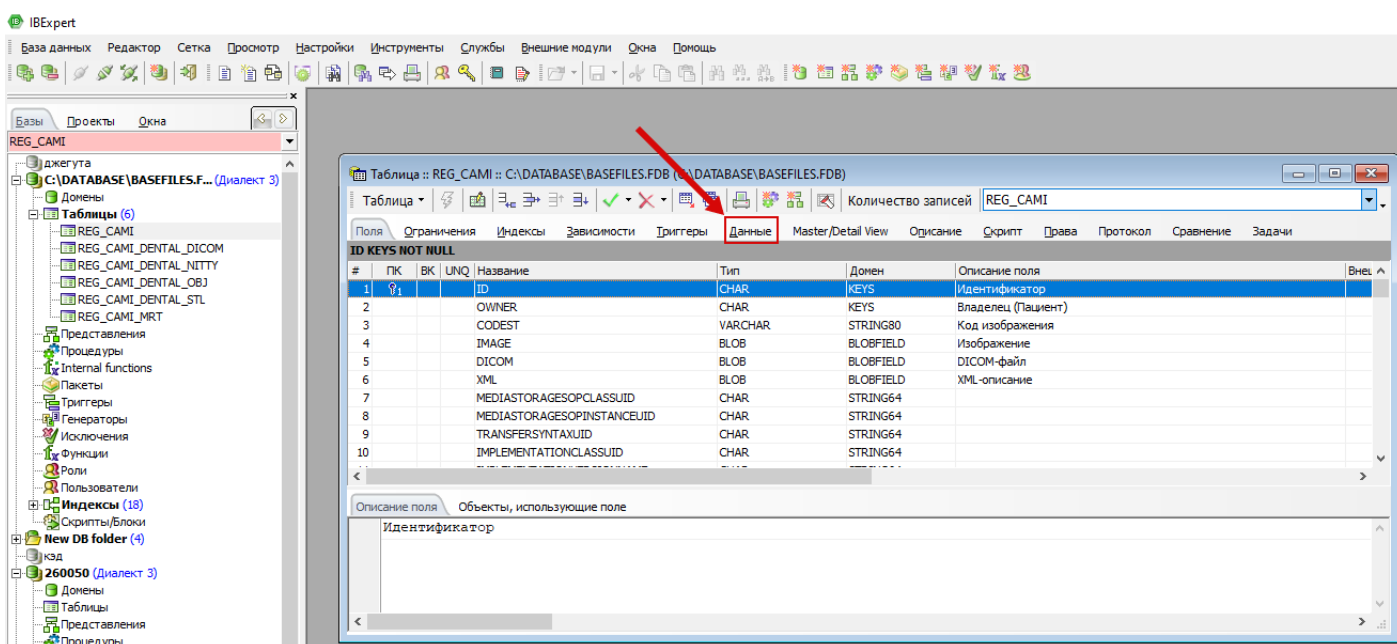 IBExpert
База данных Редактор Сетка Просмотр Настройки Инструменты Службы Внешние модули Окна Помощь
Базы Проекты Окна
REG_CAMI
джегута
C:\DATABASE\BASEFILES.F... (Диалект 3)
Домены
Таблицы (6)
REG_CAMI
REG_CAMI_DENTAL_DICOM
REG_CAMI_DENTAL_NITTY
REG_CAMI_DENTAL_OBJ
REG_CAMI_DENTAL_STL
REG_CAMI_MRT
Представления
Процедуры
Internal functions
Пакеты
Триггеры
Генераторы
Исключения
Функции
Роли
Пользователи
Индексы (18)
Скрипты/Блоки
New DB folder (4)
кэд
260050 (Диалект 3)
Домены
Таблицы
Представления
Процедуры
Таблица :: REG_CAMI :: C:\DATABASE\BASEFILES.FDB (C:\DATABASE\BASEFILES.FDB)
Таблица Количество записей REG_CAMI
Поля Ограничения Индексы Зависимости Триггеры Данные Master/Detail View Описание Скрипт Права Протокол Сравнение Задачи
ID KEYS NOT NULL
# ПК ВК UNQ Название Тип Домен Описание поля
1 1 ID CHAR KEYS Идентификатор
2 OWNER CHAR KEYS Владелец (Пациент)
3 CODEST VARCHAR STRING80 Код изображения
4 IMAGE BLOB BLOBFIELD Изображение
5 DICOM BLOB BLOBFIELD DICOM-файл
6 XML BLOB BLOBFIELD XML-описание
7 MEDIASTORAGESOPCLASSUID CHAR STRING64
8 MEDIASTORAGESOPINSTANCEUID CHAR STRING64
9 TRANSFERSYNTAXUID CHAR STRING64
10 IMPLEMENTATIONCLASSUID CHAR STRING64
Описание поля Объекты, использующие поле
Идентификатор